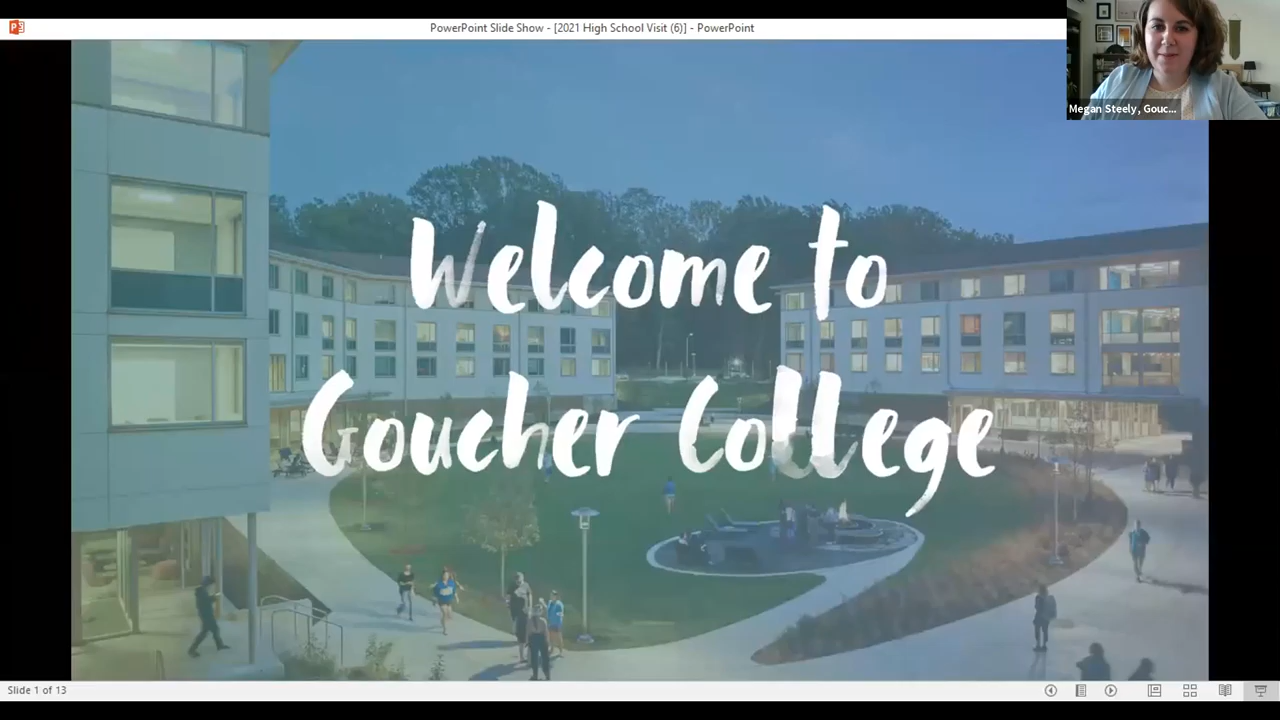 PowerPoint Slide Show - [2021 High School Visit (6)] - PowerPoint
Megan Steely, Gouc...
Welcome to
Goucher College
Slide 1 of 13